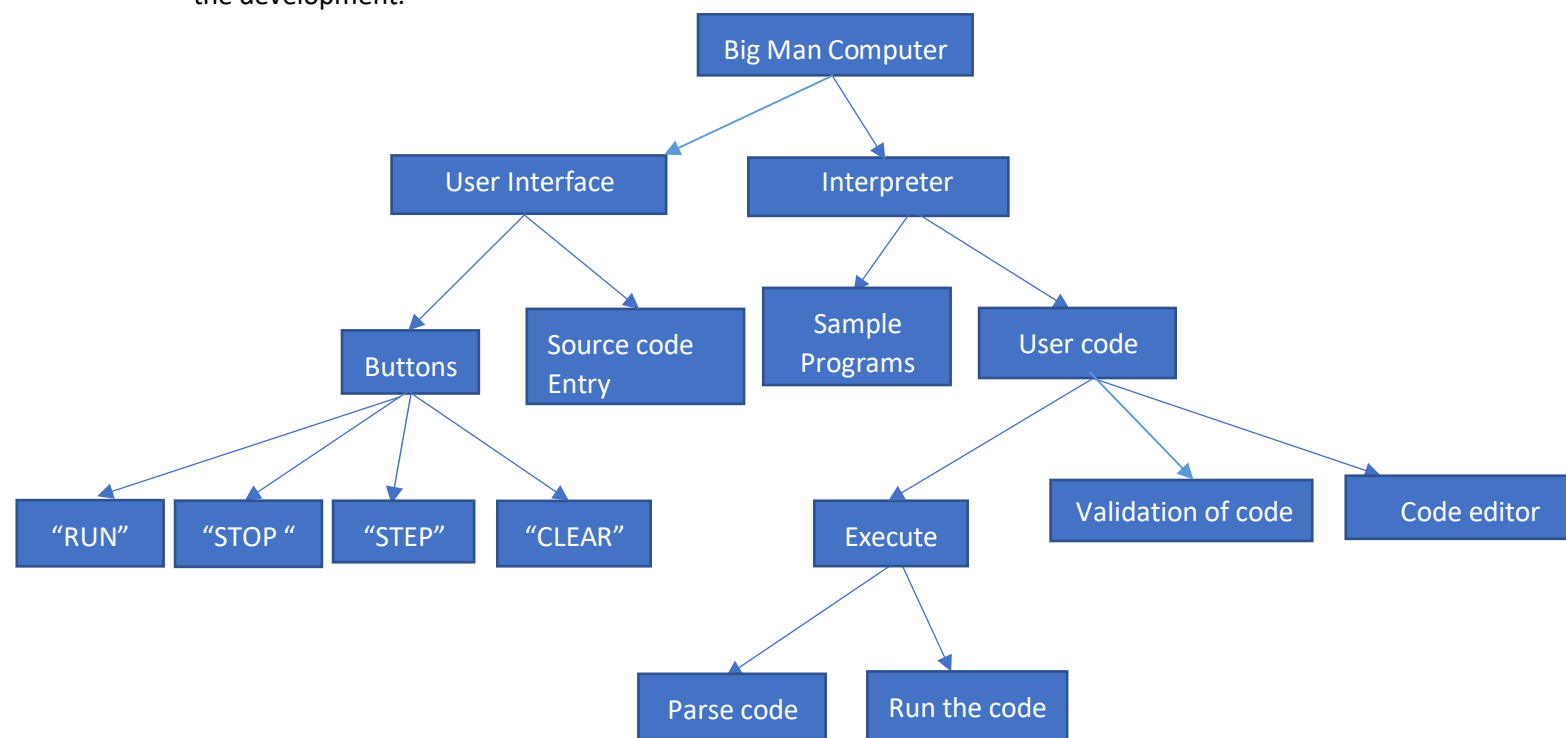 the development.
Big Man Computer
User Interface
Interpreter
Buttons
Source code
Entry
Sample
Programs
User code
“RUN”
“STOP “
“STEP”
“CLEAR”
Execute
Validation of code
Code editor
Parse code
Run the code